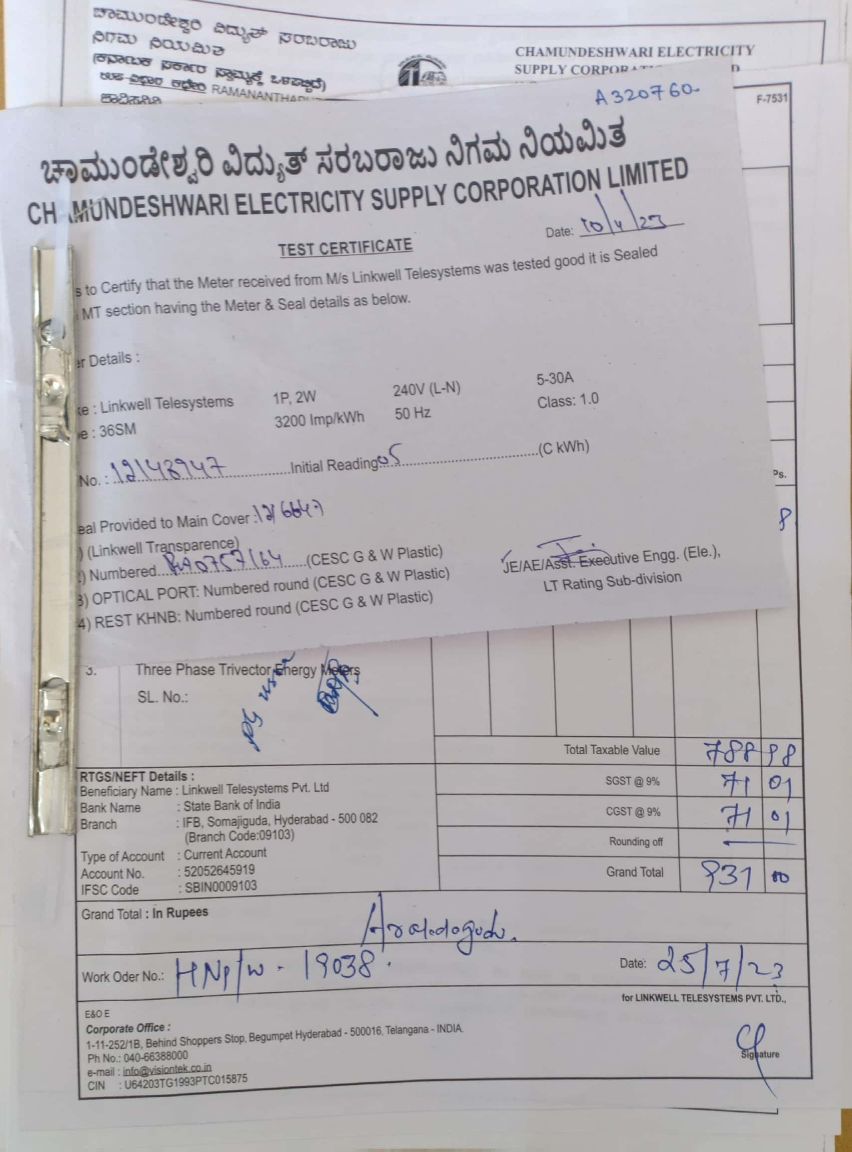 ಚಾಮುಂಡೇಶ್ವರಿ ವಿದ್ಯುತ್ ಸರಬರಾಜು
ನಿಗಮ ನಿಯಮಿತ
RAMANANTHA
CHAMUNDESHWARI ELECTRICITY
SUPPLY CORPORA
D
F-7531
A320760
ಚಾಮುಂಡೇಶ್ವರಿ ವಿದ್ಯುತ್ ಸರಬರಾಜು ನಿಗಮ ನಿಯಮಿತ
CH AMUNDESHWARI ELECTRICITY SUPPLY CORPORATION LIMITED
TEST CERTIFICATE
Date: 10/4/23
s to Certify that the Meter received from M/s Linkwell Telesystems was tested good it is Sealed
MT section having the Meter & Seal details as below.
er Details :
ke : Linkwell Telesystems 1P, 2W 240V (L-N) 5-30A
e : 36SM 3200 Imp/kWh 50 Hz Class: 1.0
No. : 12148947 Initial Reading 05 (C kWh)
eal Provided to Main Cover :
) (Linkwell Transparence)
) Numbered (CESC G & W Plastic)
3) OPTICAL PORT: Numbered round (CESC G & W Plastic)
4) REST KHNB: Numbered round (CESC G & W Plastic)
JE/AE/Asst. Executive Engg. (Ele.),
LT Rating Sub-division
Ps.
8
3. Three Phase Trivector Energy Meters
SL. No.:
Total Taxable Value 788 98
SGST @ 9% 71 01
CGST @ 9% 71 01
Rounding off
Grand Total 931 00
RTGS/NEFT Details :
Beneficiary Name : Linkwell Telesystems Pvt. Ltd
Bank Name : State Bank of India
Branch : IFB, Somajiguda, Hyderabad - 500 082
(Branch Code:09103)
Type of Account : Current Account
Account No. : 52052645919
IFSC Code : SBIN0009103
Grand Total : In Rupees
Work Oder No.: HNP/W - 19038. Date: 25/7/23
for LINKWELL TELESYSTEMS PVT. LTD.,
E&O E
Corporate Office :
1-11-252/1B, Behind Shoppers Stop, Begumpet Hyderabad - 500016, Telangana - INDIA.
Ph No.: 040-66388000
e-mail : info@visiontek.co.in
CIN : U64203TG1993PTC015875
Signature